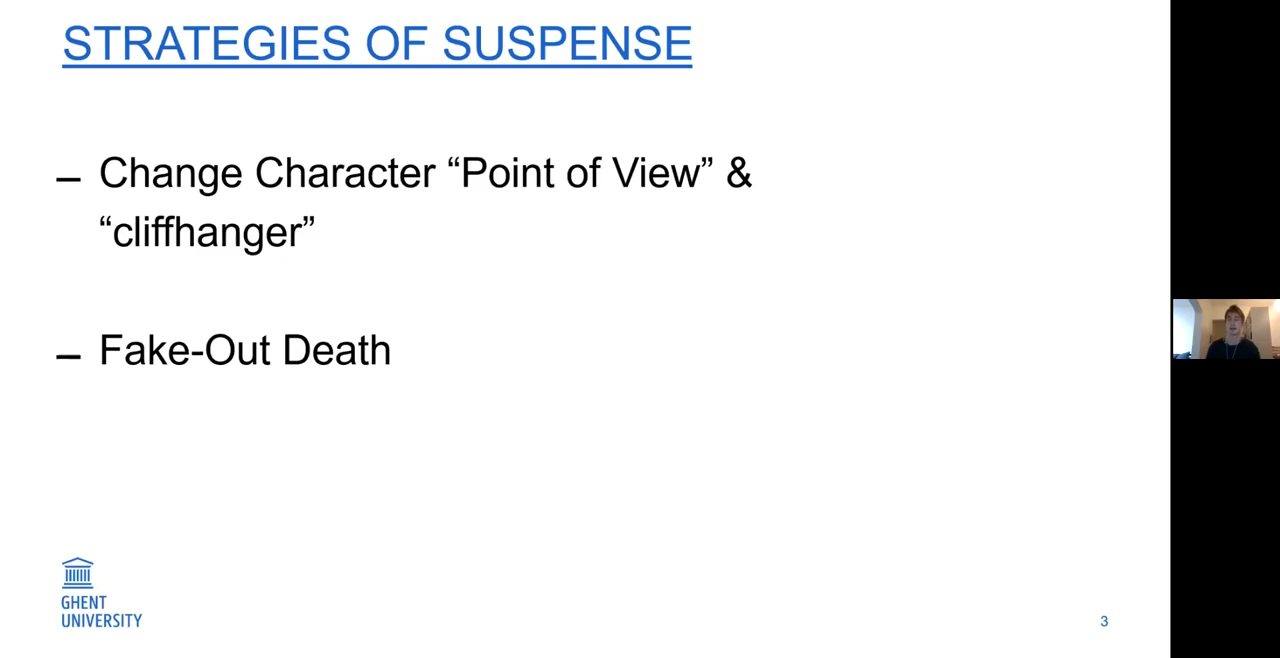 STRATEGIES OF SUSPENSE
– Change Character “Point of View” &
“cliffhanger”
– Fake-Out Death
GHENT
UNIVERSITY
3